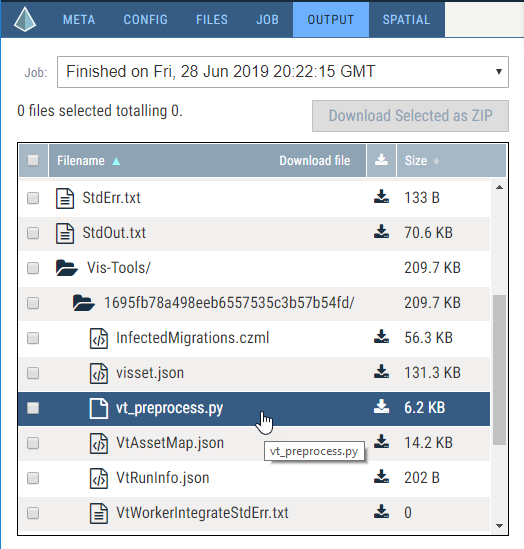 META CONFIG FILES JOB OUTPUT SPATIAL
Job: Finished on Fri, 28 Jun 2019 20:22:15 GMT
0 files selected totalling 0. Download Selected as ZIP
Filename Download file Size
StdErr.txt 133 B
StdOut.txt 70.6 KB
Vis-Tools/ 209.7 KB
1695fb78a498eeb6557535c3b57b54fd/ 209.7 KB
InfectedMigrations.czml 56.3 KB
visset.json 131.3 KB
vt_preprocess.py 6.2 KB
VtAssetMap.json 14.2 KB
vt_preprocess.py
VtRunInfo.json 202 B
VtWorkerIntegrateStdErr.txt 0